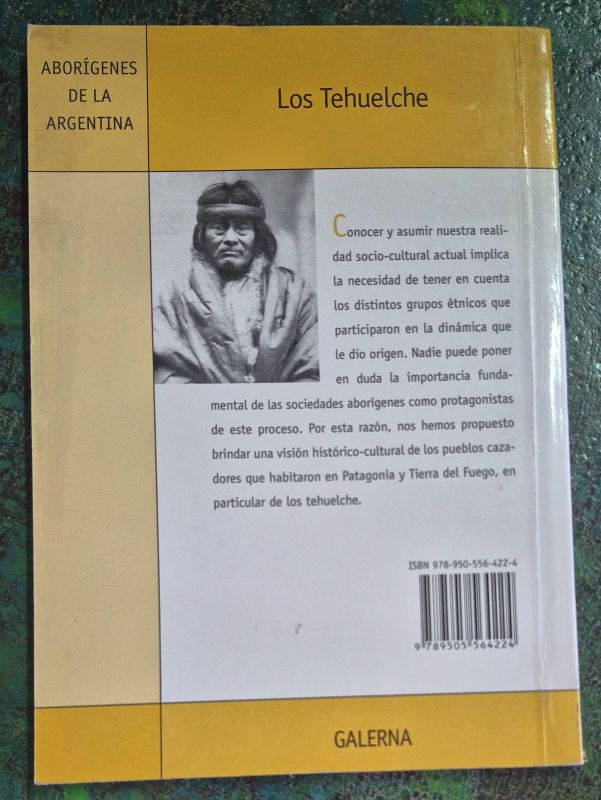 ABORÍGENES
DE LA
ARGENTINA
Los Tehuelche
Conocer y asumir nuestra reali-
dad socio-cultural actual implica
la necesidad de tener en cuenta
los distintos grupos étnicos que
participaron en la dinámica que
le dio origen. Nadie puede poner
en duda la importancia funda-
mental de las sociedades aborígenes como protagonistas
de este proceso. Por esta razón, nos hemos propuesto
brindar una visión histórico-cultural de los pueblos caza-
dores que habitaron en Patagonia y Tierra del Fuego, en
particular de los tehuelche.
ISBN 978-950-556-422-4
9 789505 564224
GALERNA